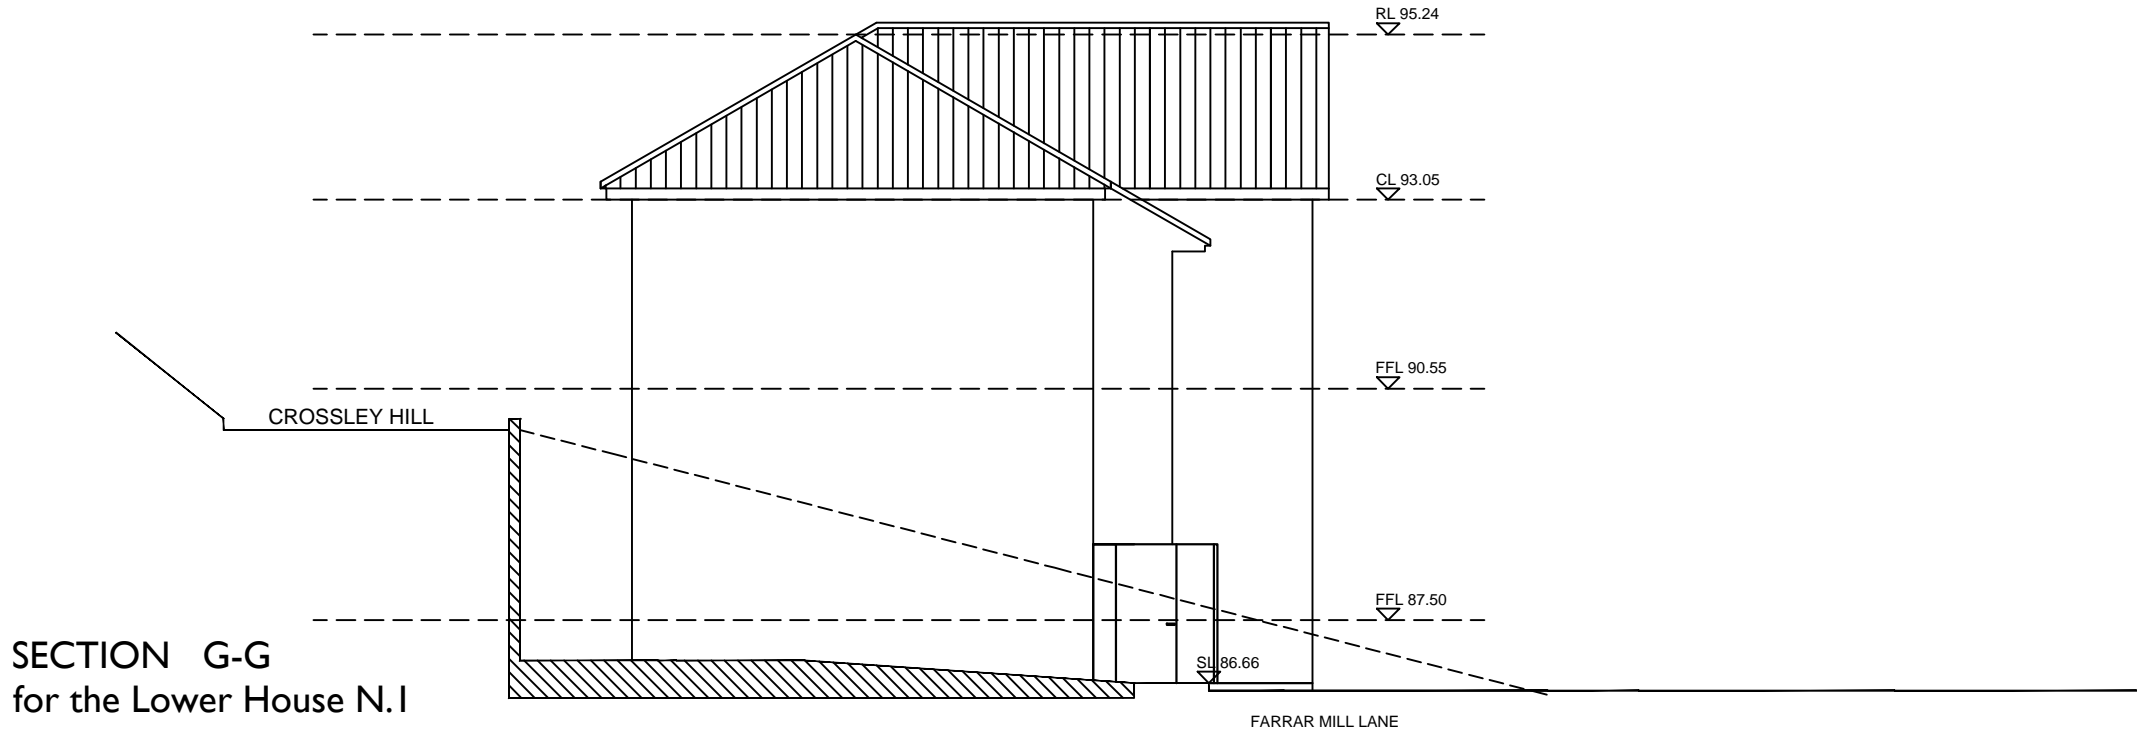 RL 95.24
CL 93.05
FFL 90.55
CROSSLEY HILL
FFL 87.50
SECTION G-G
for the Lower House N.1
SL 86.66
FARRAR MILL LANE